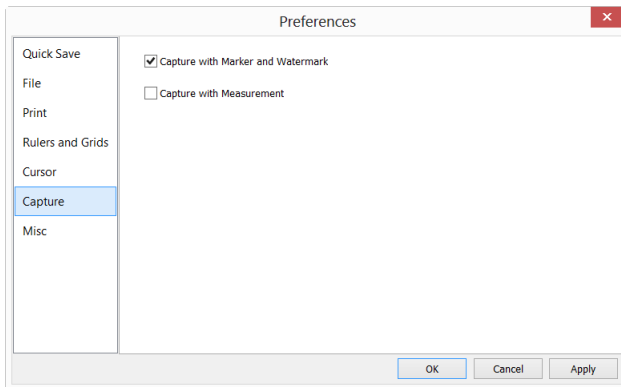 Preferences
Quick Save
File
Print
Rulers and Grids
Cursor
Capture
Misc
Capture with Marker and Watermark
Capture with Measurement
OK Cancel Apply